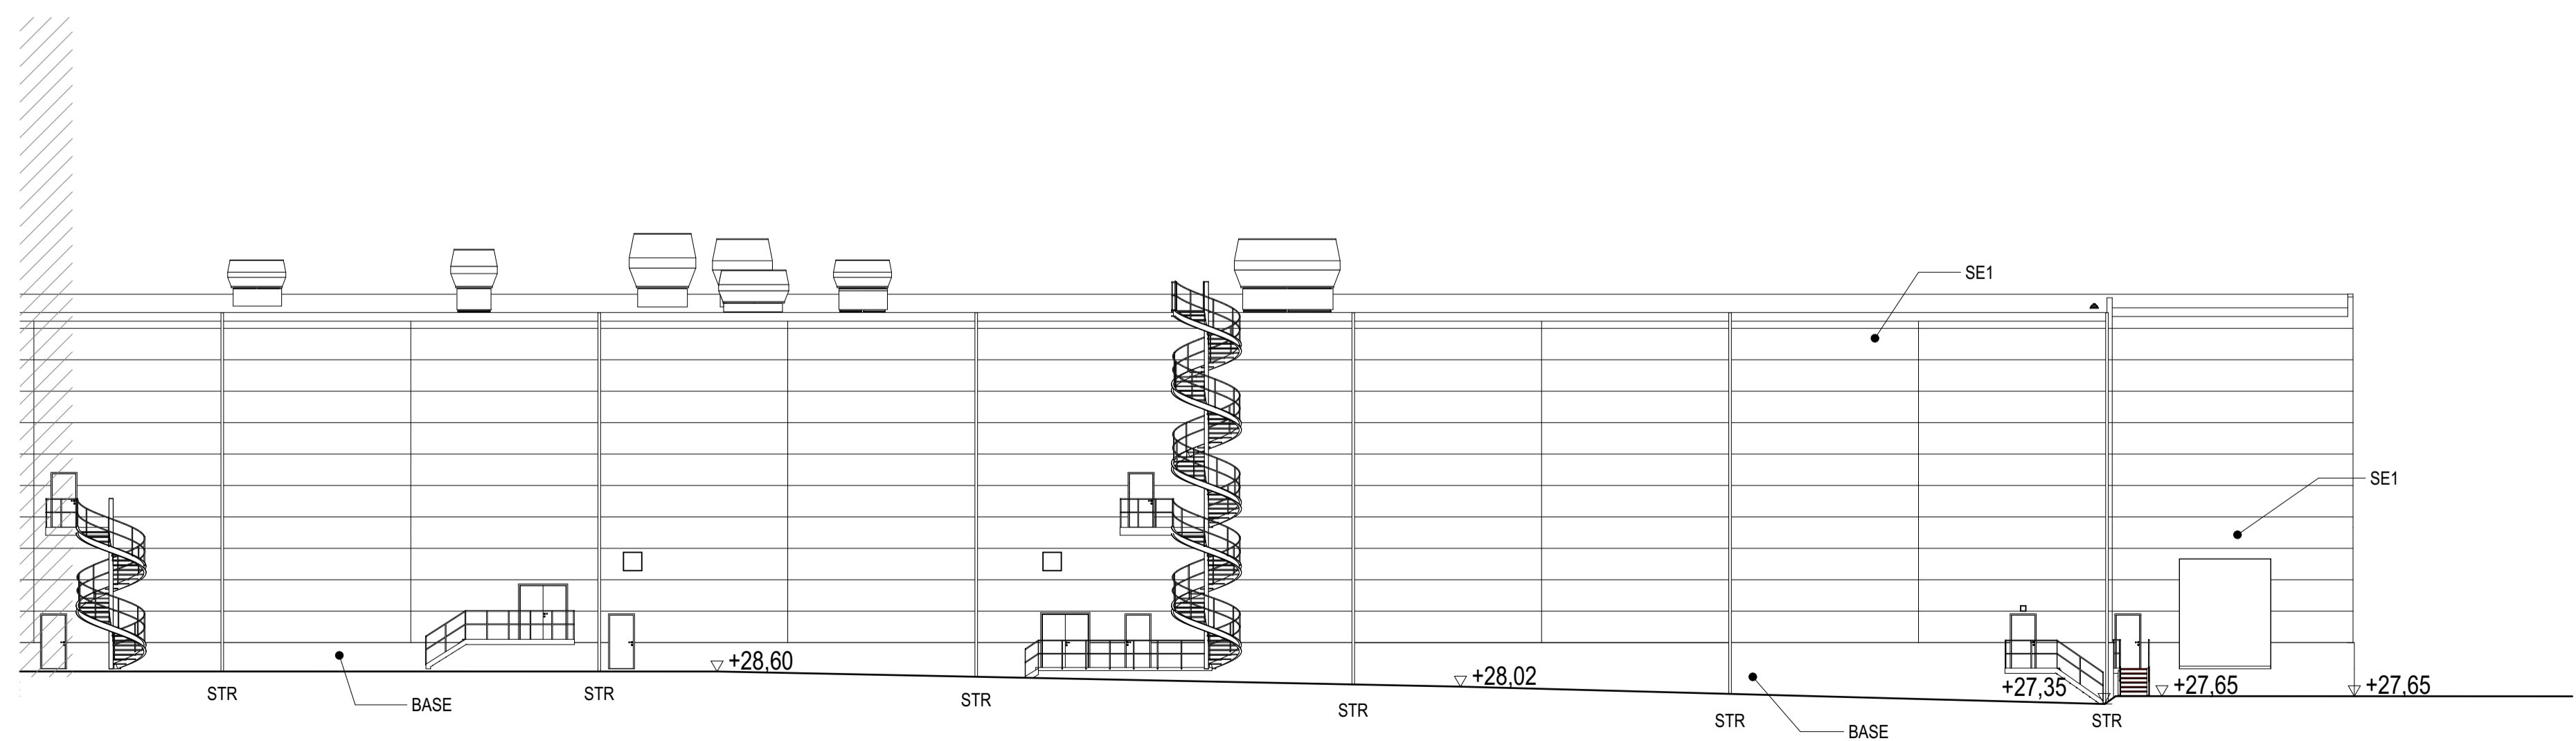 SE1
SE1
+28,60
+28,02
+27,35
+27,65
+27,65
STR
STR
STR
STR
STR
STR
BASE
BASE